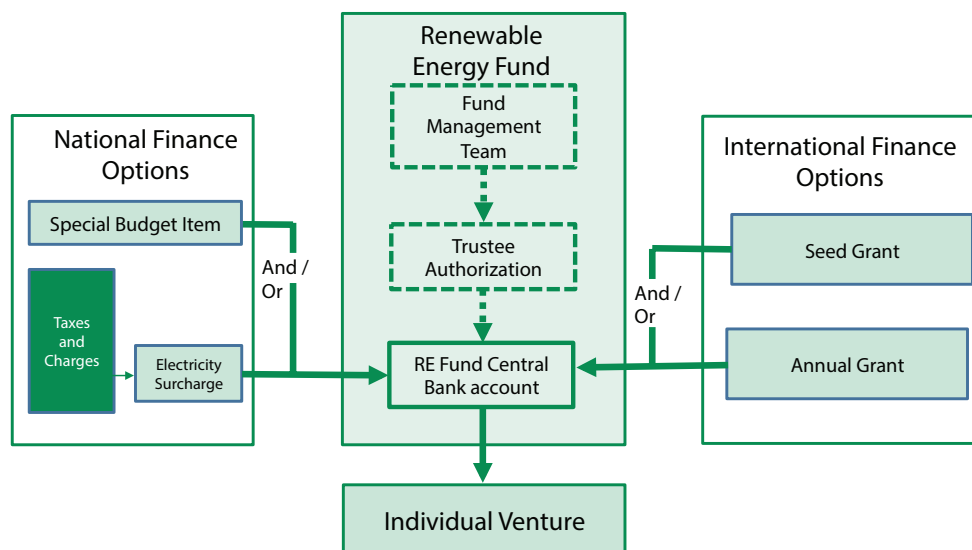 Renewable
Energy Fund
Fund
Management
Team
Trustee
Authorization
RE Fund Central
Bank account
Individual Venture
National Finance
Options
Special Budget Item
Taxes
and
Charges
Electricity
Surcharge
And /
Or
International Finance
Options
Seed Grant
And /
Or
Annual Grant